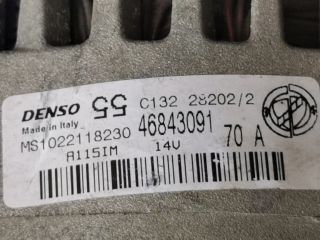 DENSO 55 C132 28202/2
Made in Italy
MS1022118230 46843091 70 A
A115IM 14V